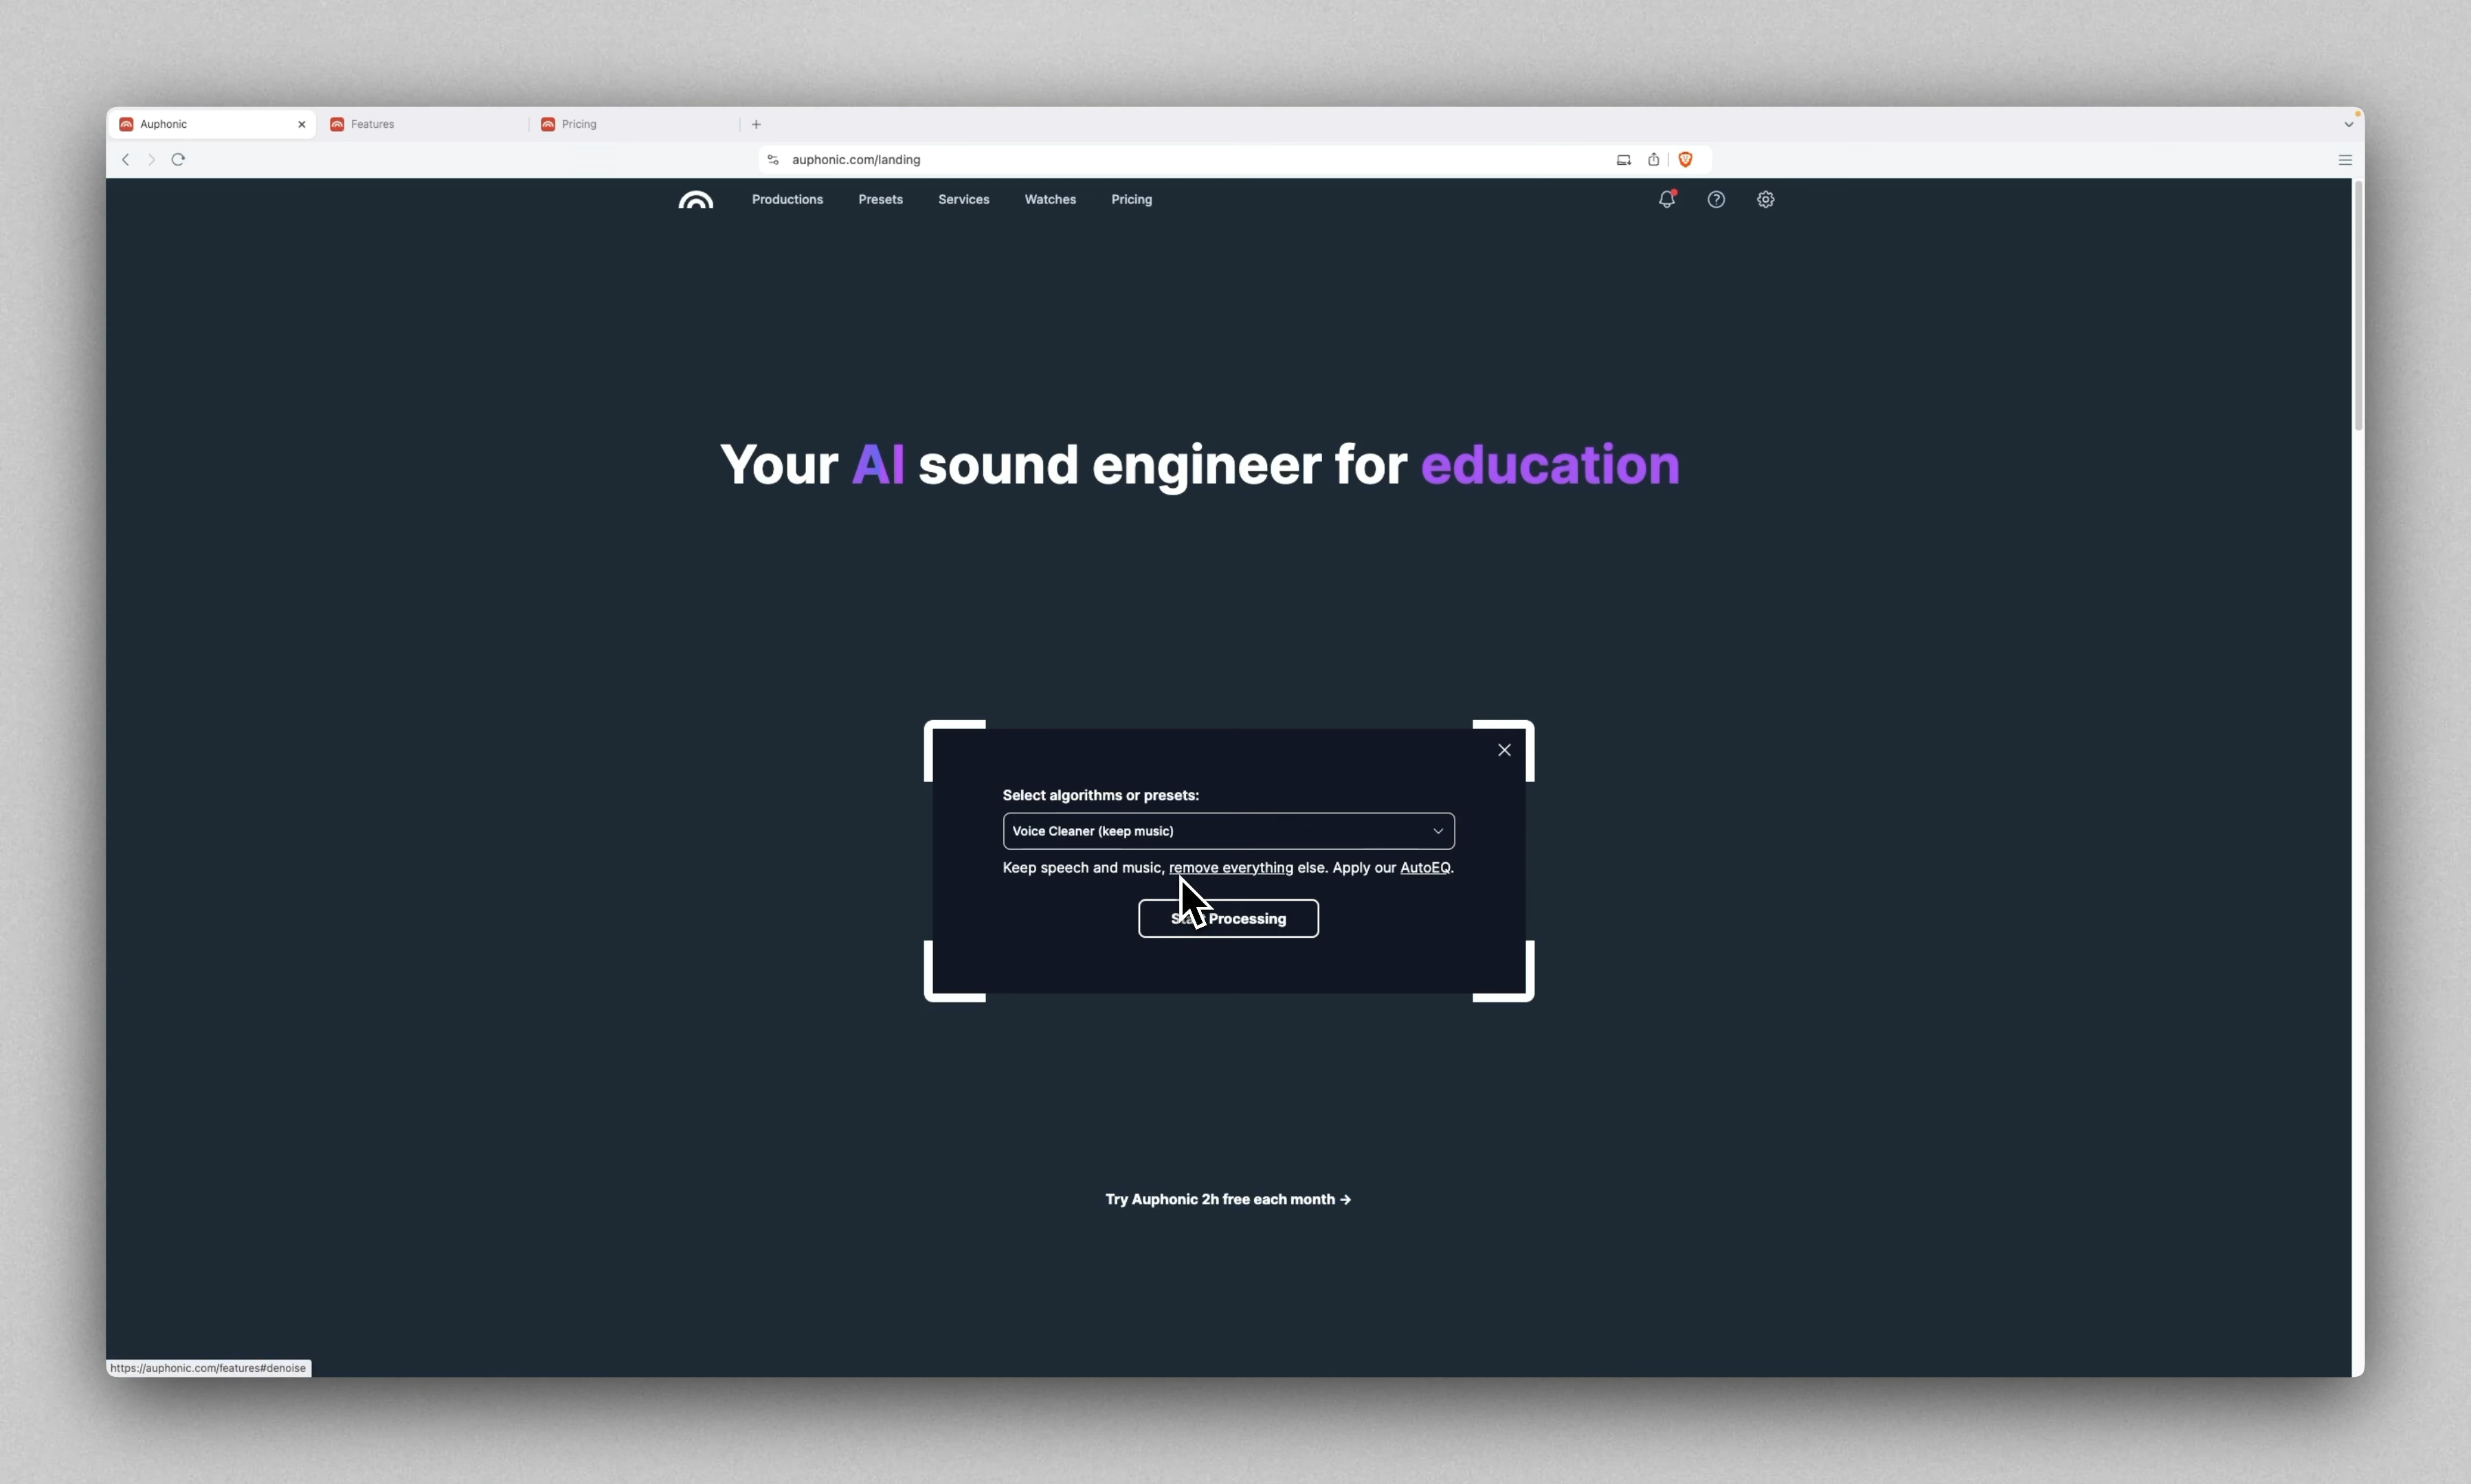 Auphonic
Features
Pricing
auphonic.com/landing
Productions Presets Services Watches Pricing
Your AI sound engineer for education
Select algorithms or presets:
Voice Cleaner (keep music)
Keep speech and music, remove everything else. Apply our AutoEQ.
Processing
Try Auphonic 2h free each month →
https://auphonic.com/features#denoise